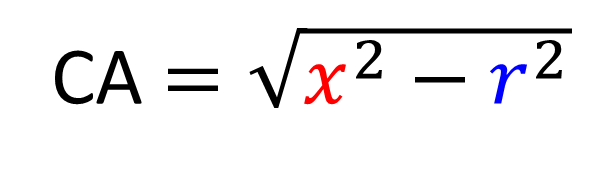 CA = √x² − r²